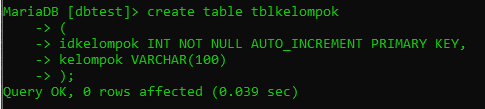 MariaDB [dbtest]> create table tblkelompok
    -> (
    -> idkelompok INT NOT NULL AUTO_INCREMENT PRIMARY KEY,
    -> kelompok VARCHAR(100)
    -> );
Query OK, 0 rows affected (0.039 sec)